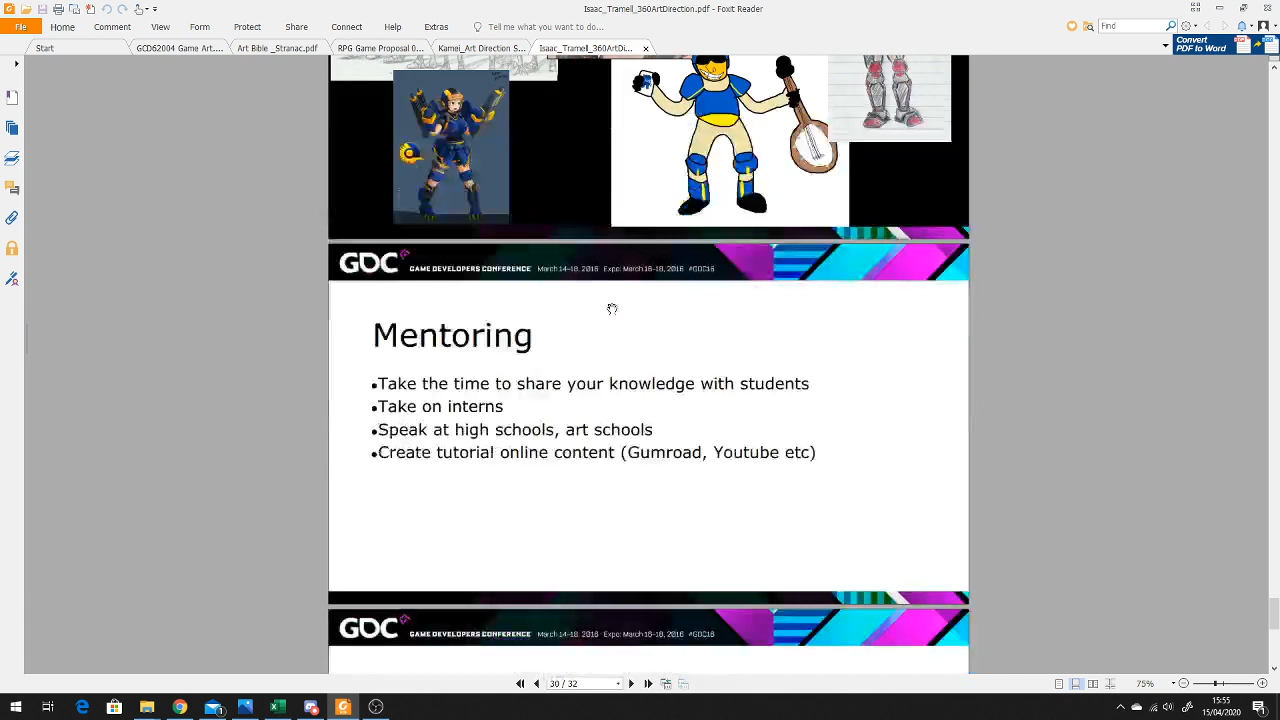 Isaac_Tramell_360ArtDirection.pdf - Foxit Reader
File Home Comment View Form Protect Share Connect Help Extras Tell me what you want to do... Find
Start GCD62004 Game Art.... Art Bible _Stranac.pdf RPG Game Proposal 0... Kamei_Art Direction S... Isaac_Tramell_360ArtDi...
Convert
PDF to Word
GDC GAME DEVELOPERS CONFERENCE March 14-18, 2016 Expo: March 16-18, 2016 #GDC16
Mentoring
•Take the time to share your knowledge with students
•Take on interns
•Speak at high schools, art schools
•Create tutorial online content (Gumroad, Youtube etc)
GDC GAME DEVELOPERS CONFERENCE March 14-18, 2016 Expo: March 16-18, 2016 #GDC16
30 / 32
75%
15:55
15/04/2020